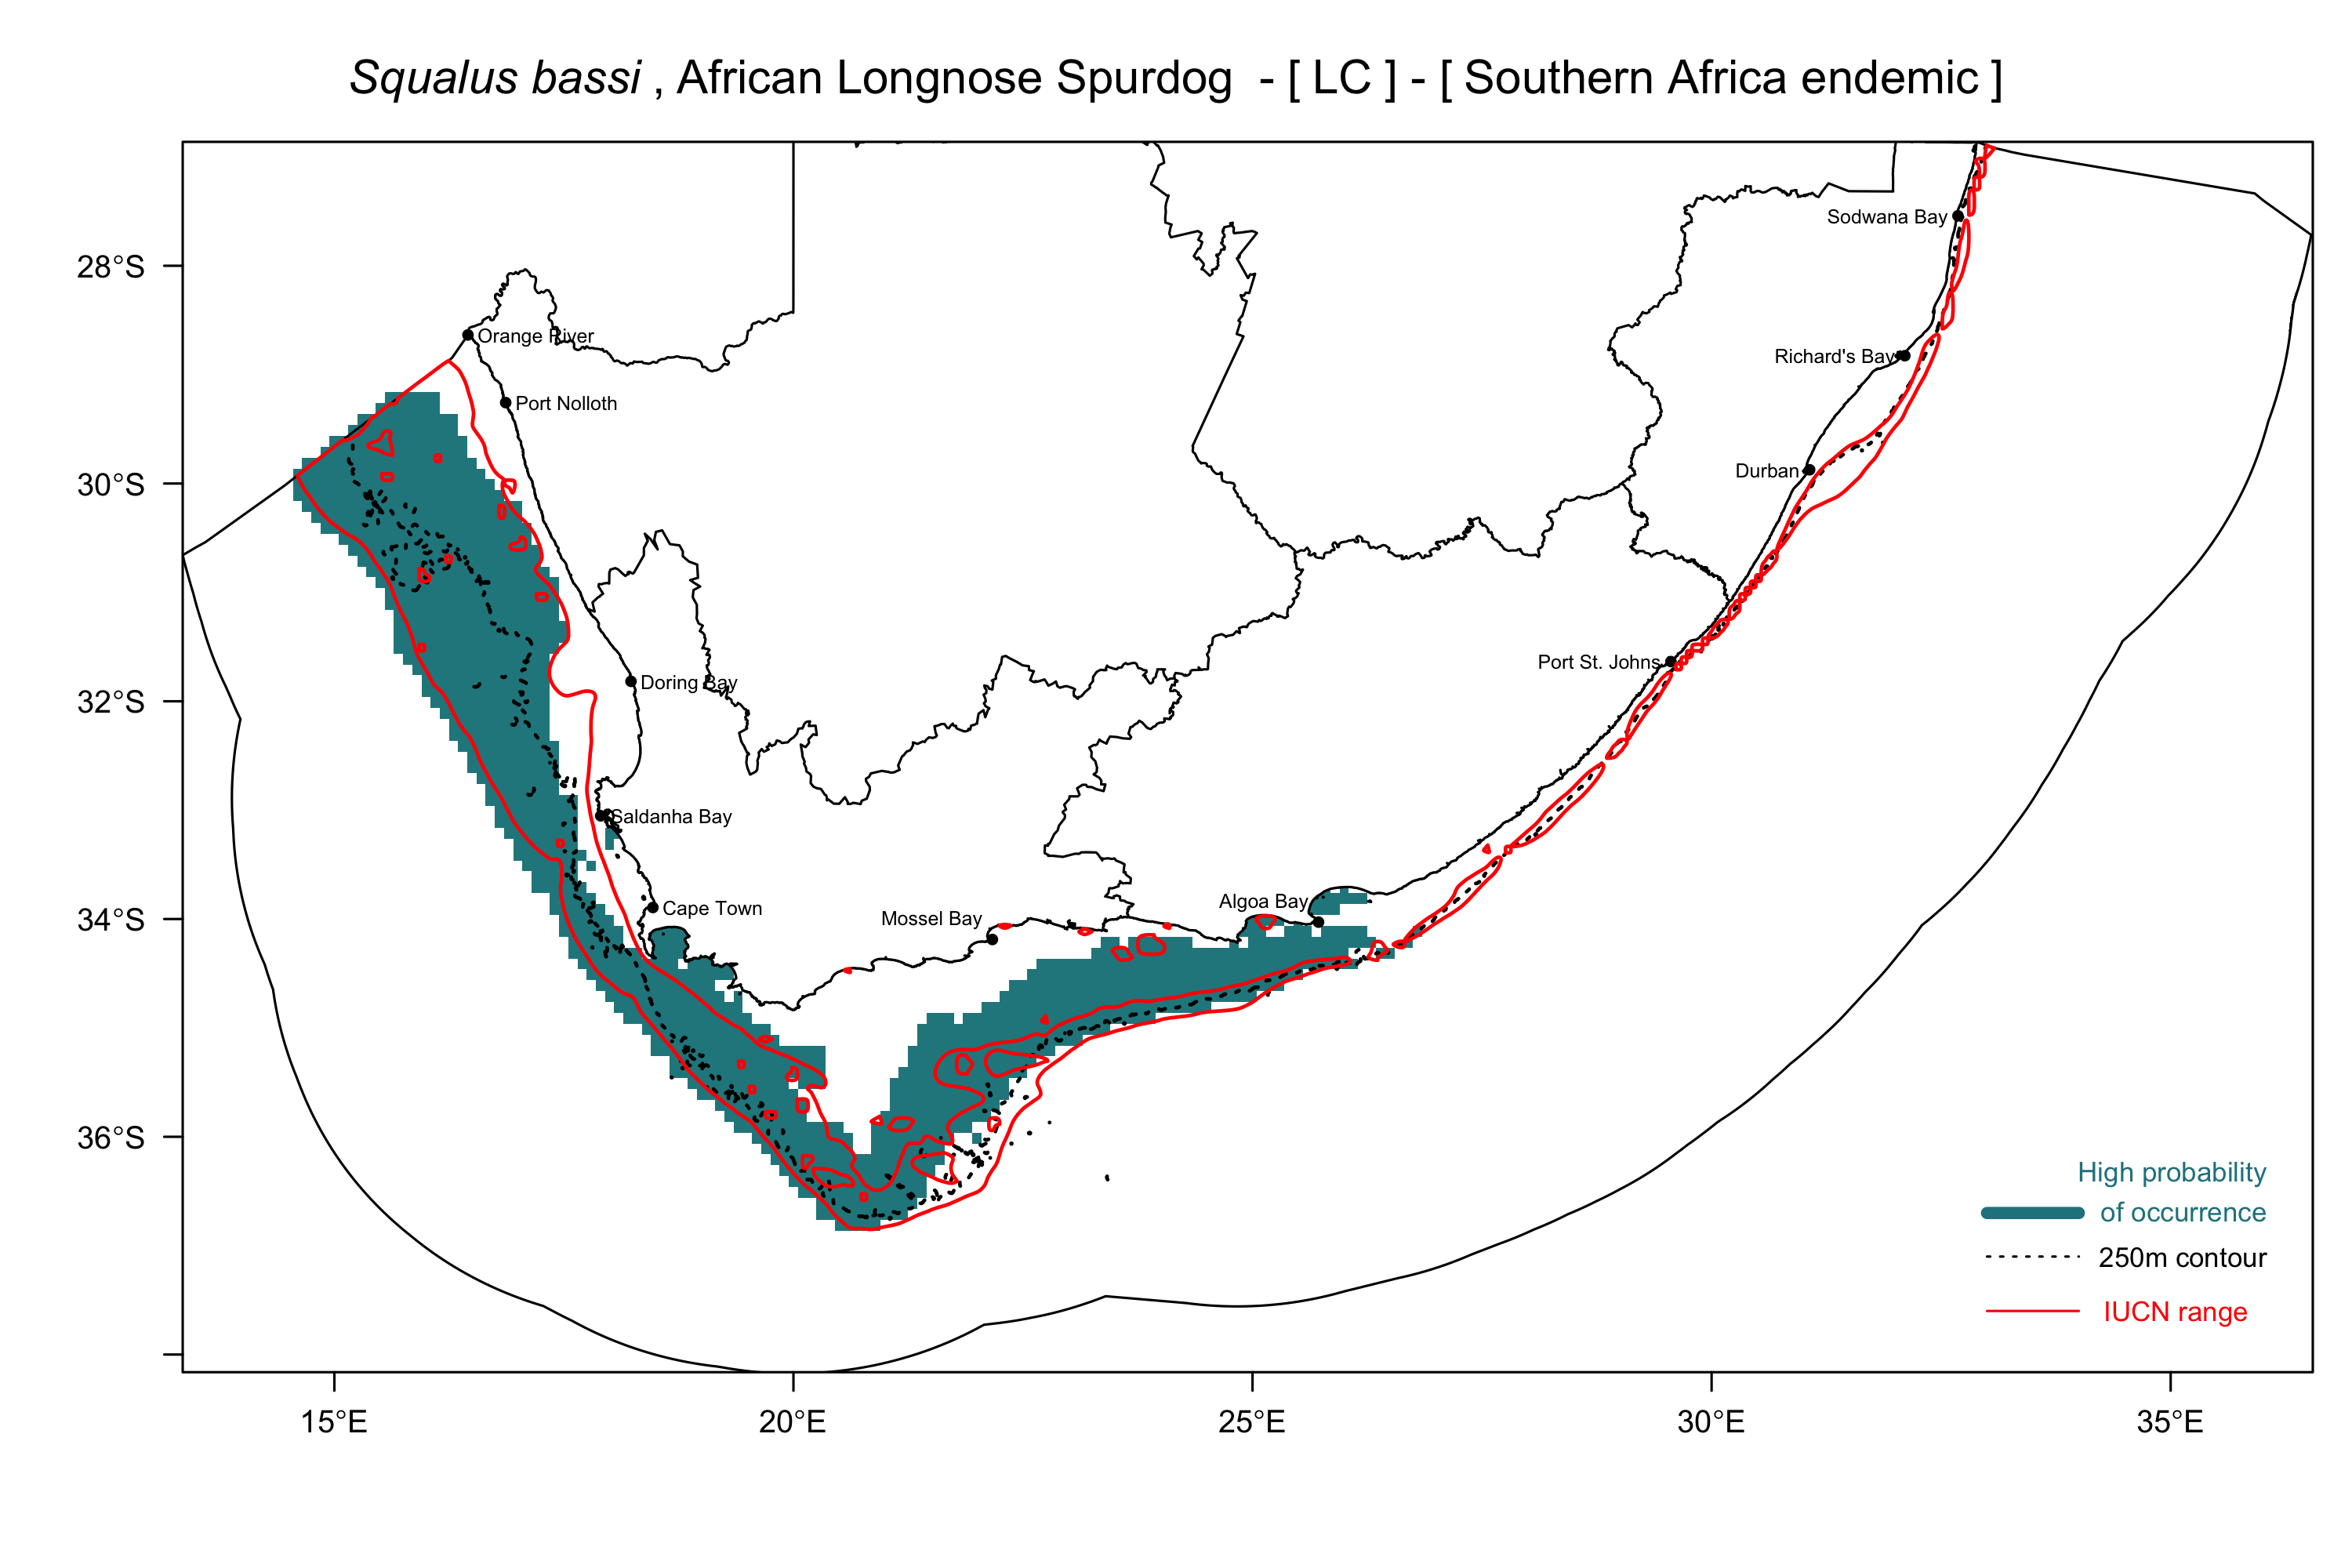 Squalus bassi , African Longnose Spurdog - [ LC ] - [ Southern Africa endemic ]
Sodwana Bay
28°S
Orange River
Richard's Bay
Port Nolloth
Durban
30°S
Port St. Johns
Doring Bay
32°S
Saldanha Bay
Algoa Bay
Cape Town
Mossel Bay
34°S
36°S
High probability
of occurrence
250m contour
IUCN range
15°E
20°E
25°E
30°E
35°E